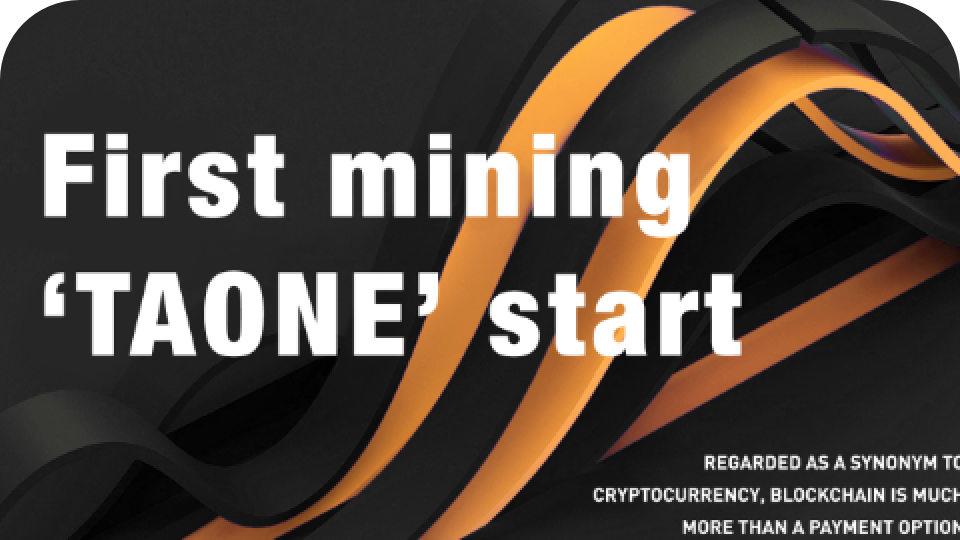 First mining
‘TAONE’ start
REGARDED AS A SYNONYM TO
CRYPTOCURRENCY, BLOCKCHAIN IS MUCH
MORE THAN A PAYMENT OPTION